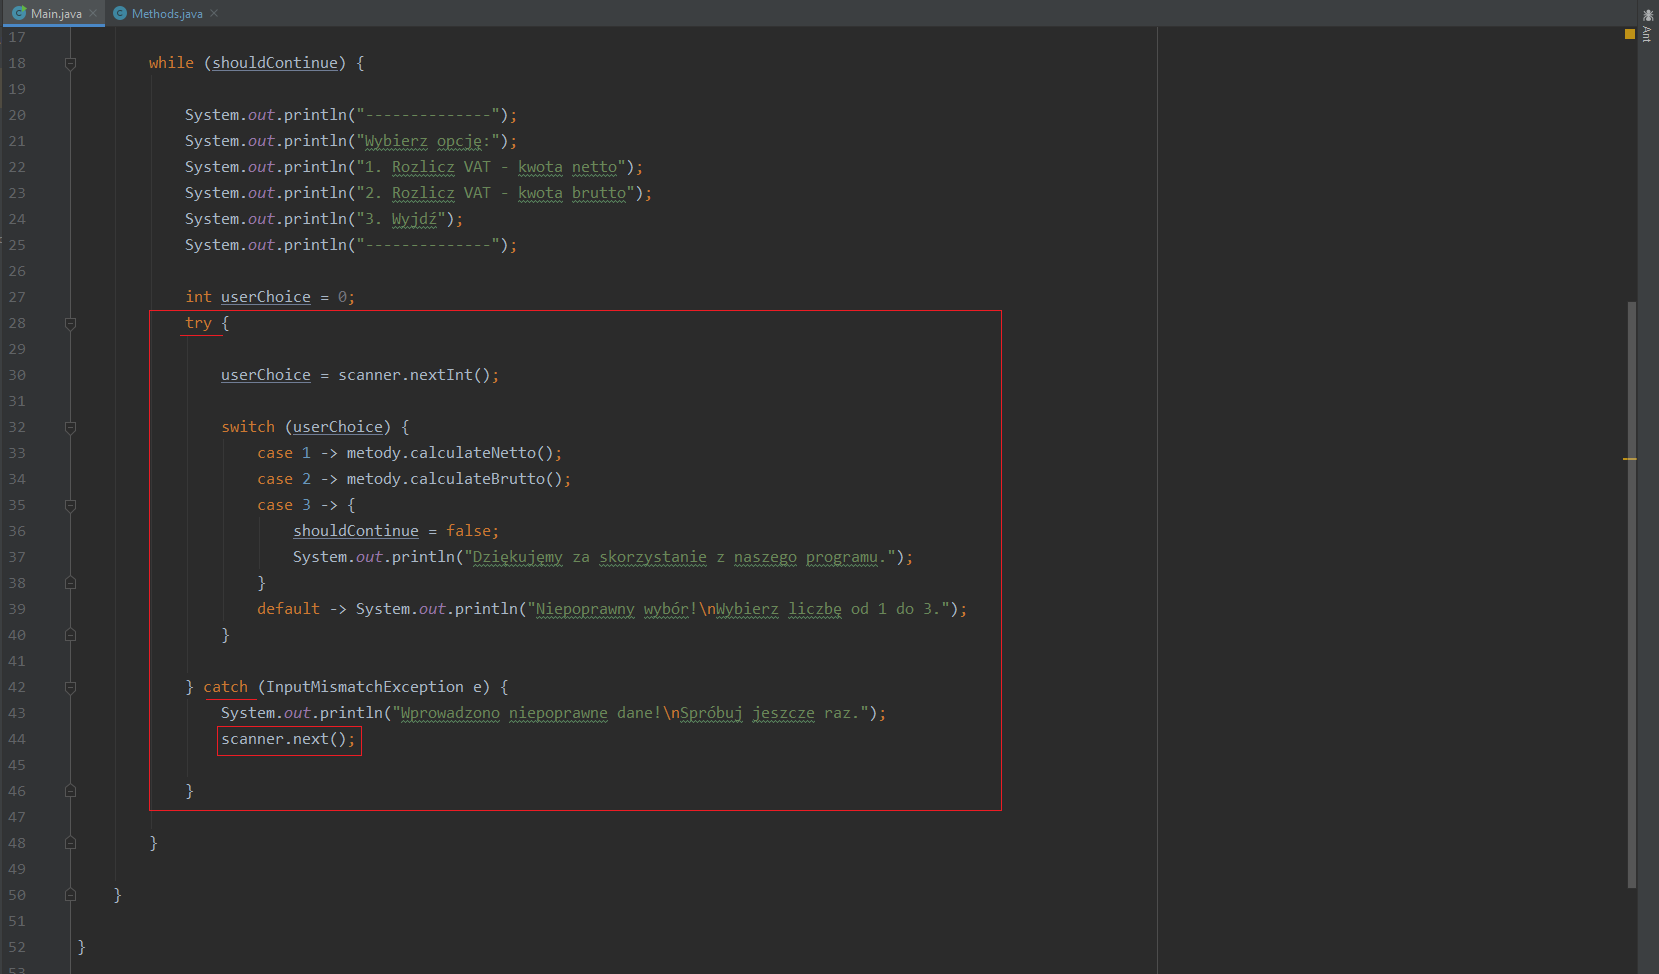 Main.java
Methods.java
Ant
17
18 while (shouldContinue) {
19
20 System.out.println("--------------");
21 System.out.println("Wybierz opcję:");
22 System.out.println("1. Rozlicz VAT - kwota netto");
23 System.out.println("2. Rozlicz VAT - kwota brutto");
24 System.out.println("3. Wyjdź");
25 System.out.println("--------------");
26
27 int userChoice = 0;
28 try {
29
30 userChoice = scanner.nextInt();
31
32 switch (userChoice) {
33 case 1 -> metody.calculateNetto();
34 case 2 -> metody.calculateBrutto();
35 case 3 -> {
36 shouldContinue = false;
37 System.out.println("Dziękujęmy za skorzystanie z naszego programu.");
38 }
39 default -> System.out.println("Niepoprawny wybór!\nWybierz liczbę od 1 do 3.");
40 }
41
42 } catch (InputMismatchException e) {
43 System.out.println("Wprowadzono niepoprawne dane!\nSpróbuj jeszcze raz.");
44 scanner.next();
45
46 }
47
48 }
49
50 }
51
52 }
53